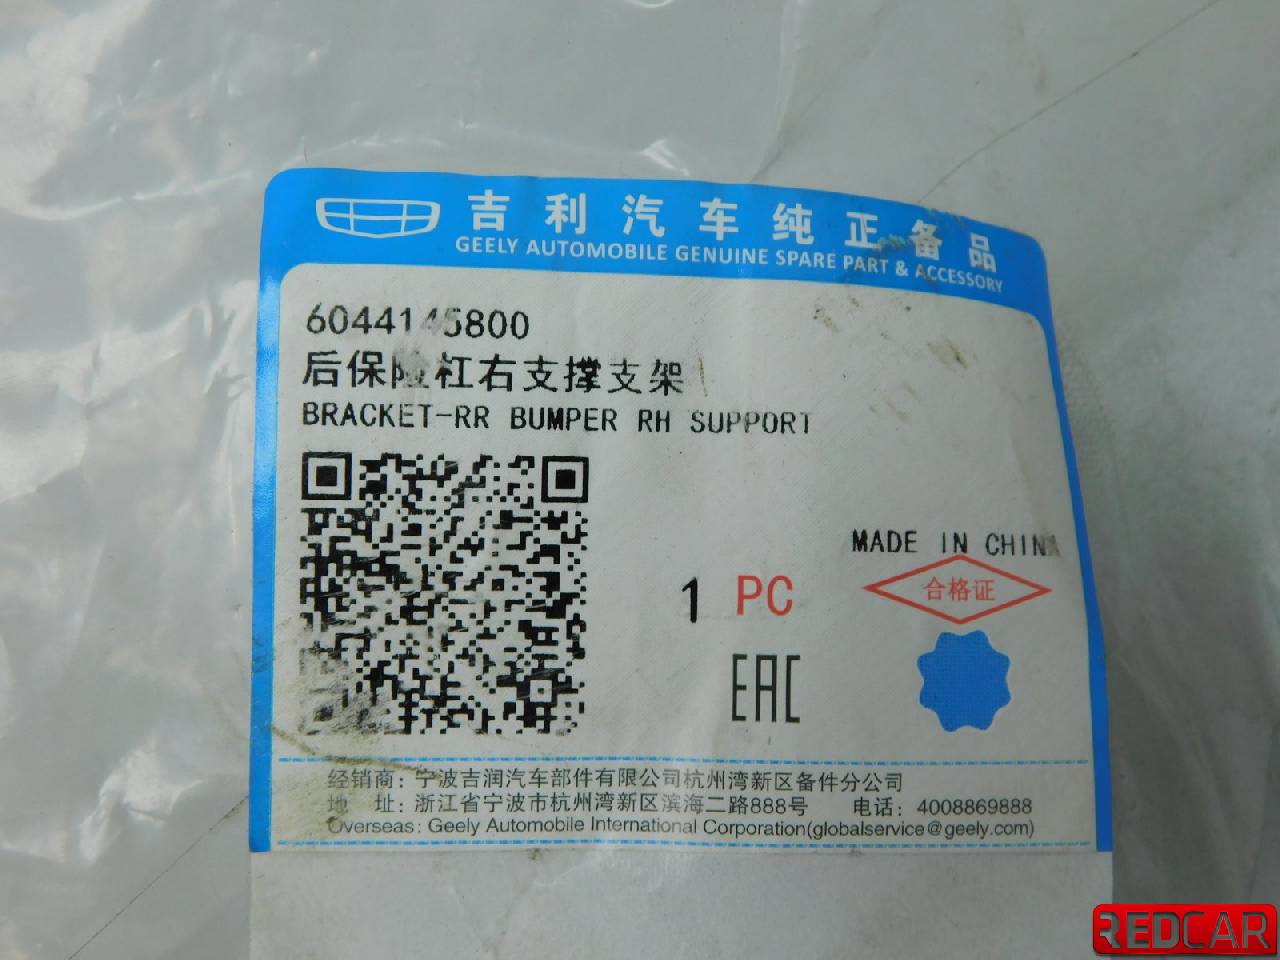 吉利汽车纯正备品
GEELY AUTOMOBILE GENUINE SPARE PART & ACCESSORY
6044145800
后保险杠右支撑支架
BRACKET-RR BUMPER RH SUPPORT
MADE IN CHINA
合格证
1 PC
EAC
经销商：宁波吉润汽车部件有限公司杭州湾新区备件分公司
地 址：浙江省宁波市杭州湾新区滨海二路888号 电话：4008869888
Overseas: Geely Automobile International Corporation(globalservice@geely.com)
REDCAR